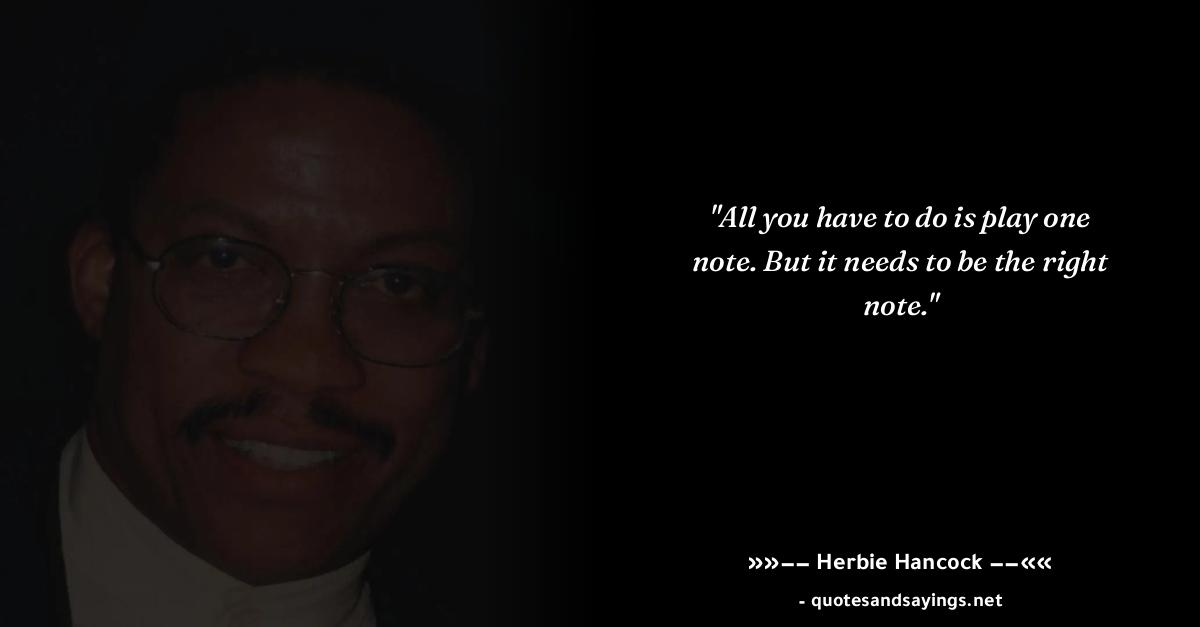 "All you have to do is play one
note. But it needs to be the right
note."
»»−− Herbie Hancock −−««
- quotesandsayings.net